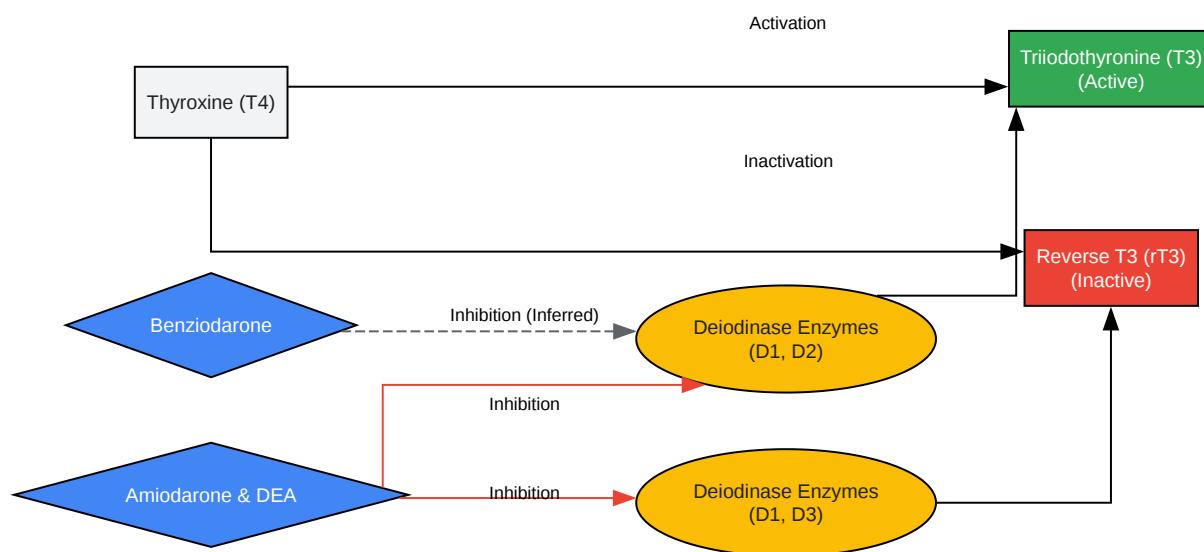 Activation
Triiodothyronine (T3)
(Active)
Thyroxine (T4)
Inactivation
Reverse T3 (rT3)
(Inactive)
Benziodarone
Inhibition (Inferred)
Deiodinase Enzymes
(D1, D2)
Inhibition
Amiodarone & DEA
Inhibition
Deiodinase Enzymes
(D1, D3)